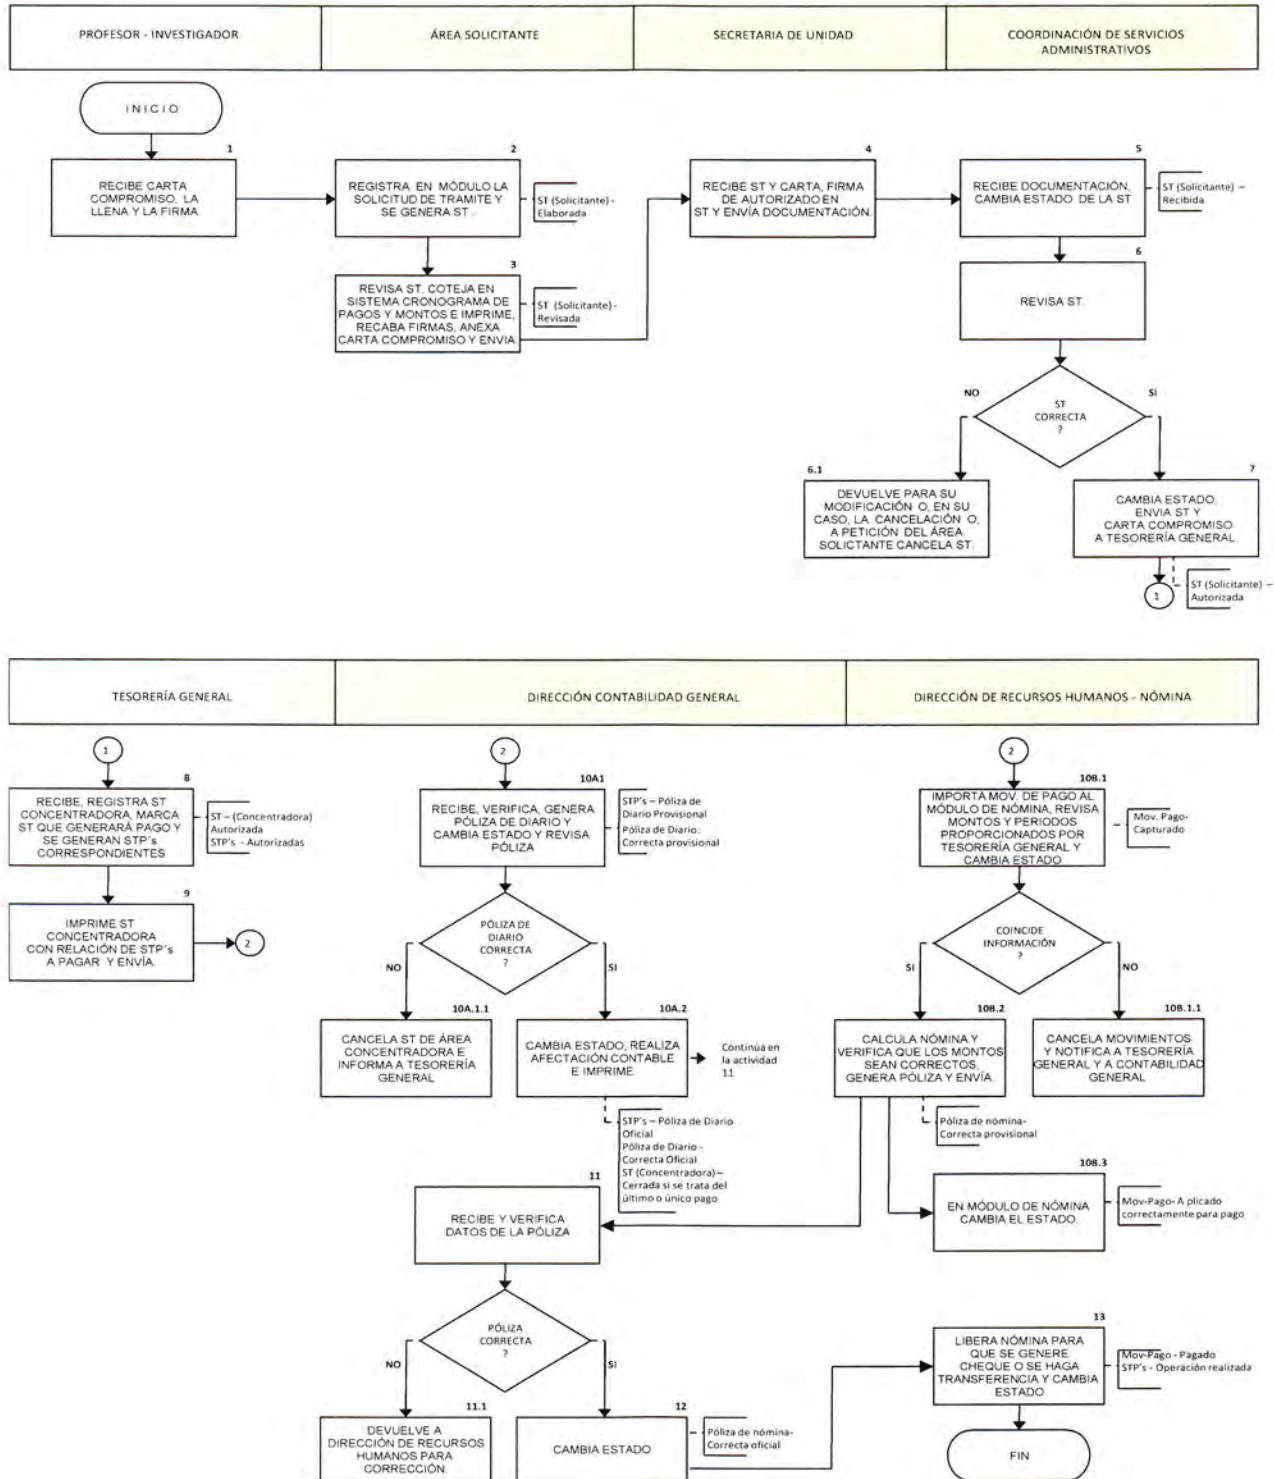 PROFESOR - INVESTIGADOR
ÁREA SOLICITANTE
SECRETARIA DE UNIDAD
COORDINACIÓN DE SERVICIOS
ADMINISTRATIVOS
INICIO
1
RECIBE CARTA
COMPROMISO, LA
LLENA Y LA FIRMA.
2
REGISTRA EN MÓDULO LA
SOLICITUD DE TRAMITE Y
SE GENERA ST
ST (Solicitante) -
Elaborada
3
REVISA ST. COTEJA EN
SISTEMA CRONOGRAMA DE
PAGOS Y MONTOS E IMPRIME,
RECABA FIRMAS, ANEXA
CARTA COMPROMISO Y ENVIA.
ST (Solicitante) -
Revisada
4
RECIBE ST Y CARTA, FIRMA
DE AUTORIZADO EN
ST Y ENVÍA DOCUMENTACIÓN.
5
RECIBE DOCUMENTACIÓN,
CAMBIA ESTADO DE LA ST
ST (Solicitante) –
Recibida
6
REVISA ST.
ST
CORRECTA
?
NO
SI
6.1
DEVUELVE PARA SU
MODIFICACIÓN O, EN SU
CASO, LA CANCELACIÓN O,
A PETICIÓN DEL ÁREA
SOLICTANTE CANCELA ST.
7
CAMBIA ESTADO,
ENVIA ST Y
CARTA COMPROMISO
A TESORERÍA GENERAL
1
ST (Solicitante) –
Autorizada
TESORERÍA GENERAL
DIRECCIÓN CONTABILIDAD GENERAL
DIRECCIÓN DE RECURSOS HUMANOS - NÓMINA
1
8
RECIBE, REGISTRA ST
CONCENTRADORA, MARCA
ST QUE GENERARÁ PAGO Y
SE GENERAN STP's
CORRESPONDIENTES
ST – (Concentradora)
Autorizada
STP's - Autorizadas
9
IMPRIME ST
CONCENTRADORA
CON RELACIÓN DE STP's
A PAGAR Y ENVÍA.
2
2
10A1
RECIBE, VERIFICA, GENERA
PÓLIZA DE DIARIO Y
CAMBIA ESTADO Y REVISA
PÓLIZA
STP's – Póliza de
Diario Provisional
Póliza de Diario:
Correcta provisional
PÓLIZA DE
DIARIO
CORRECTA
?
NO
SI
10A.1.1
CANCELA ST DE ÁREA
CONCENTRADORA E
INFORMA A TESORERÍA
GENERAL
10A.2
CAMBIA ESTADO, REALIZA
AFECTACIÓN CONTABLE
E IMPRIME
Continúa en
la actividad
11
STP's – Póliza de Diario
Oficial
Póliza de Diario -
Correcta Oficial
ST (Concentradora) –
Cerrada si se trata del
último o único pago
2
10B.1
IMPORTA MOV. DE PAGO AL
MÓDULO DE NÓMINA, REVISA
MONTOS Y PERIODOS
PROPORCIONADOS POR
TESORERÍA GENERAL Y
CAMBIA ESTADO
Mov. Pago-
Capturado
COINCIDE
INFORMACIÓN
?
SI
NO
10B.2
CALCULA NÓMINA Y
VERIFICA QUE LOS MONTOS
SEAN CORRECTOS,
GENERA PÓLIZA Y ENVÍA.
10B.1.1
CANCELA MOVIMIENTOS
Y NOTIFICA A TESORERÍA
GENERAL Y A CONTABILIDAD
GENERAL
Póliza de nómina-
Correcta provisional
10B.3
EN MÓDULO DE NÓMINA
CAMBIA EL ESTADO.
Mov-Pago- A plicado
correctamente para pago
11
RECIBE Y VERIFICA
DATOS DE LA PÓLIZA
PÓLIZA
CORRECTA
?
NO
SI
11.1
DEVUELVE A
DIRECCIÓN DE RECURSOS
HUMANOS PARA
CORRECCIÓN.
12
CAMBIA ESTADO
Póliza de nómina-
Correcta oficial
13
LIBERA NÓMINA PARA
QUE SE GENERE
CHEQUE O SE HAGA
TRANSFERENCIA Y CAMBIA
ESTADO
Mov-Pago - Pagado
STP's - Operación realizada
FIN